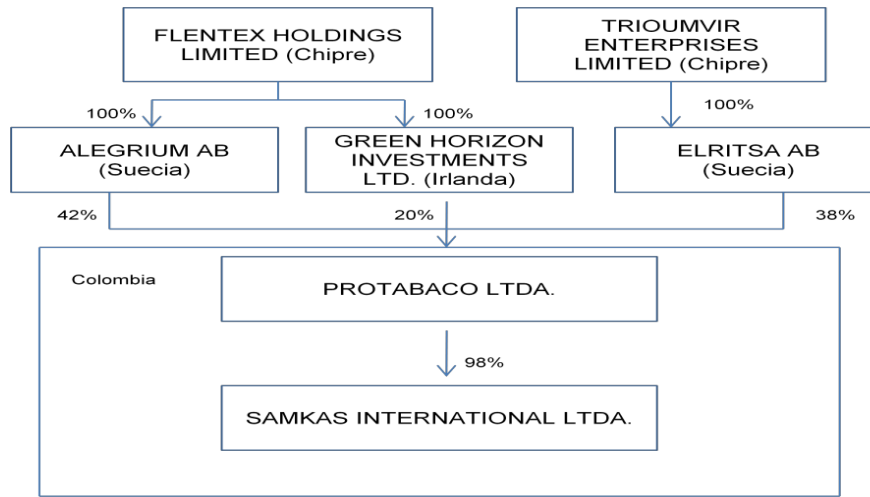 FLENTEX HOLDINGS
LIMITED (Chipre)
TRIOUMVIR
ENTERPRISES
LIMITED (Chipre)
100%
100%
100%
ALEGRIUM AB
(Suecia)
GREEN HORIZON
INVESTMENTS
LTD. (Irlanda)
ELRITSA AB
(Suecia)
42%
20%
38%
Colombia
PROTABACO LTDA.
98%
SAMKAS INTERNATIONAL LTDA.